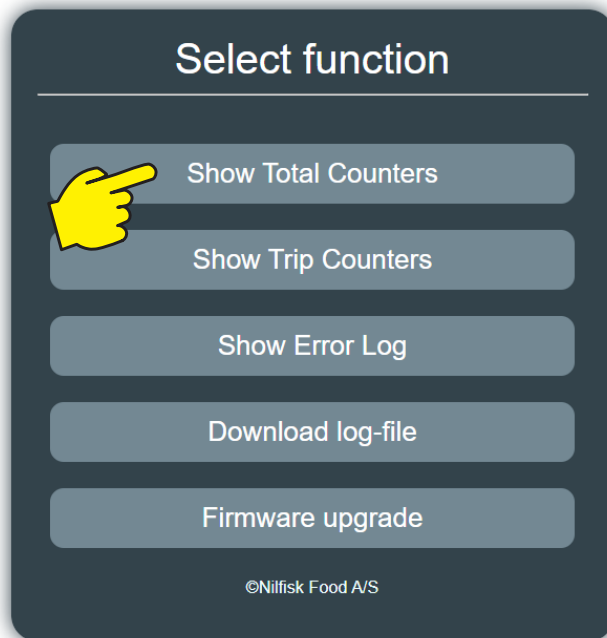 Select function
Show Total Counters
Show Trip Counters
Show Error Log
Download log-file
Firmware upgrade
©Nilfisk Food A/S